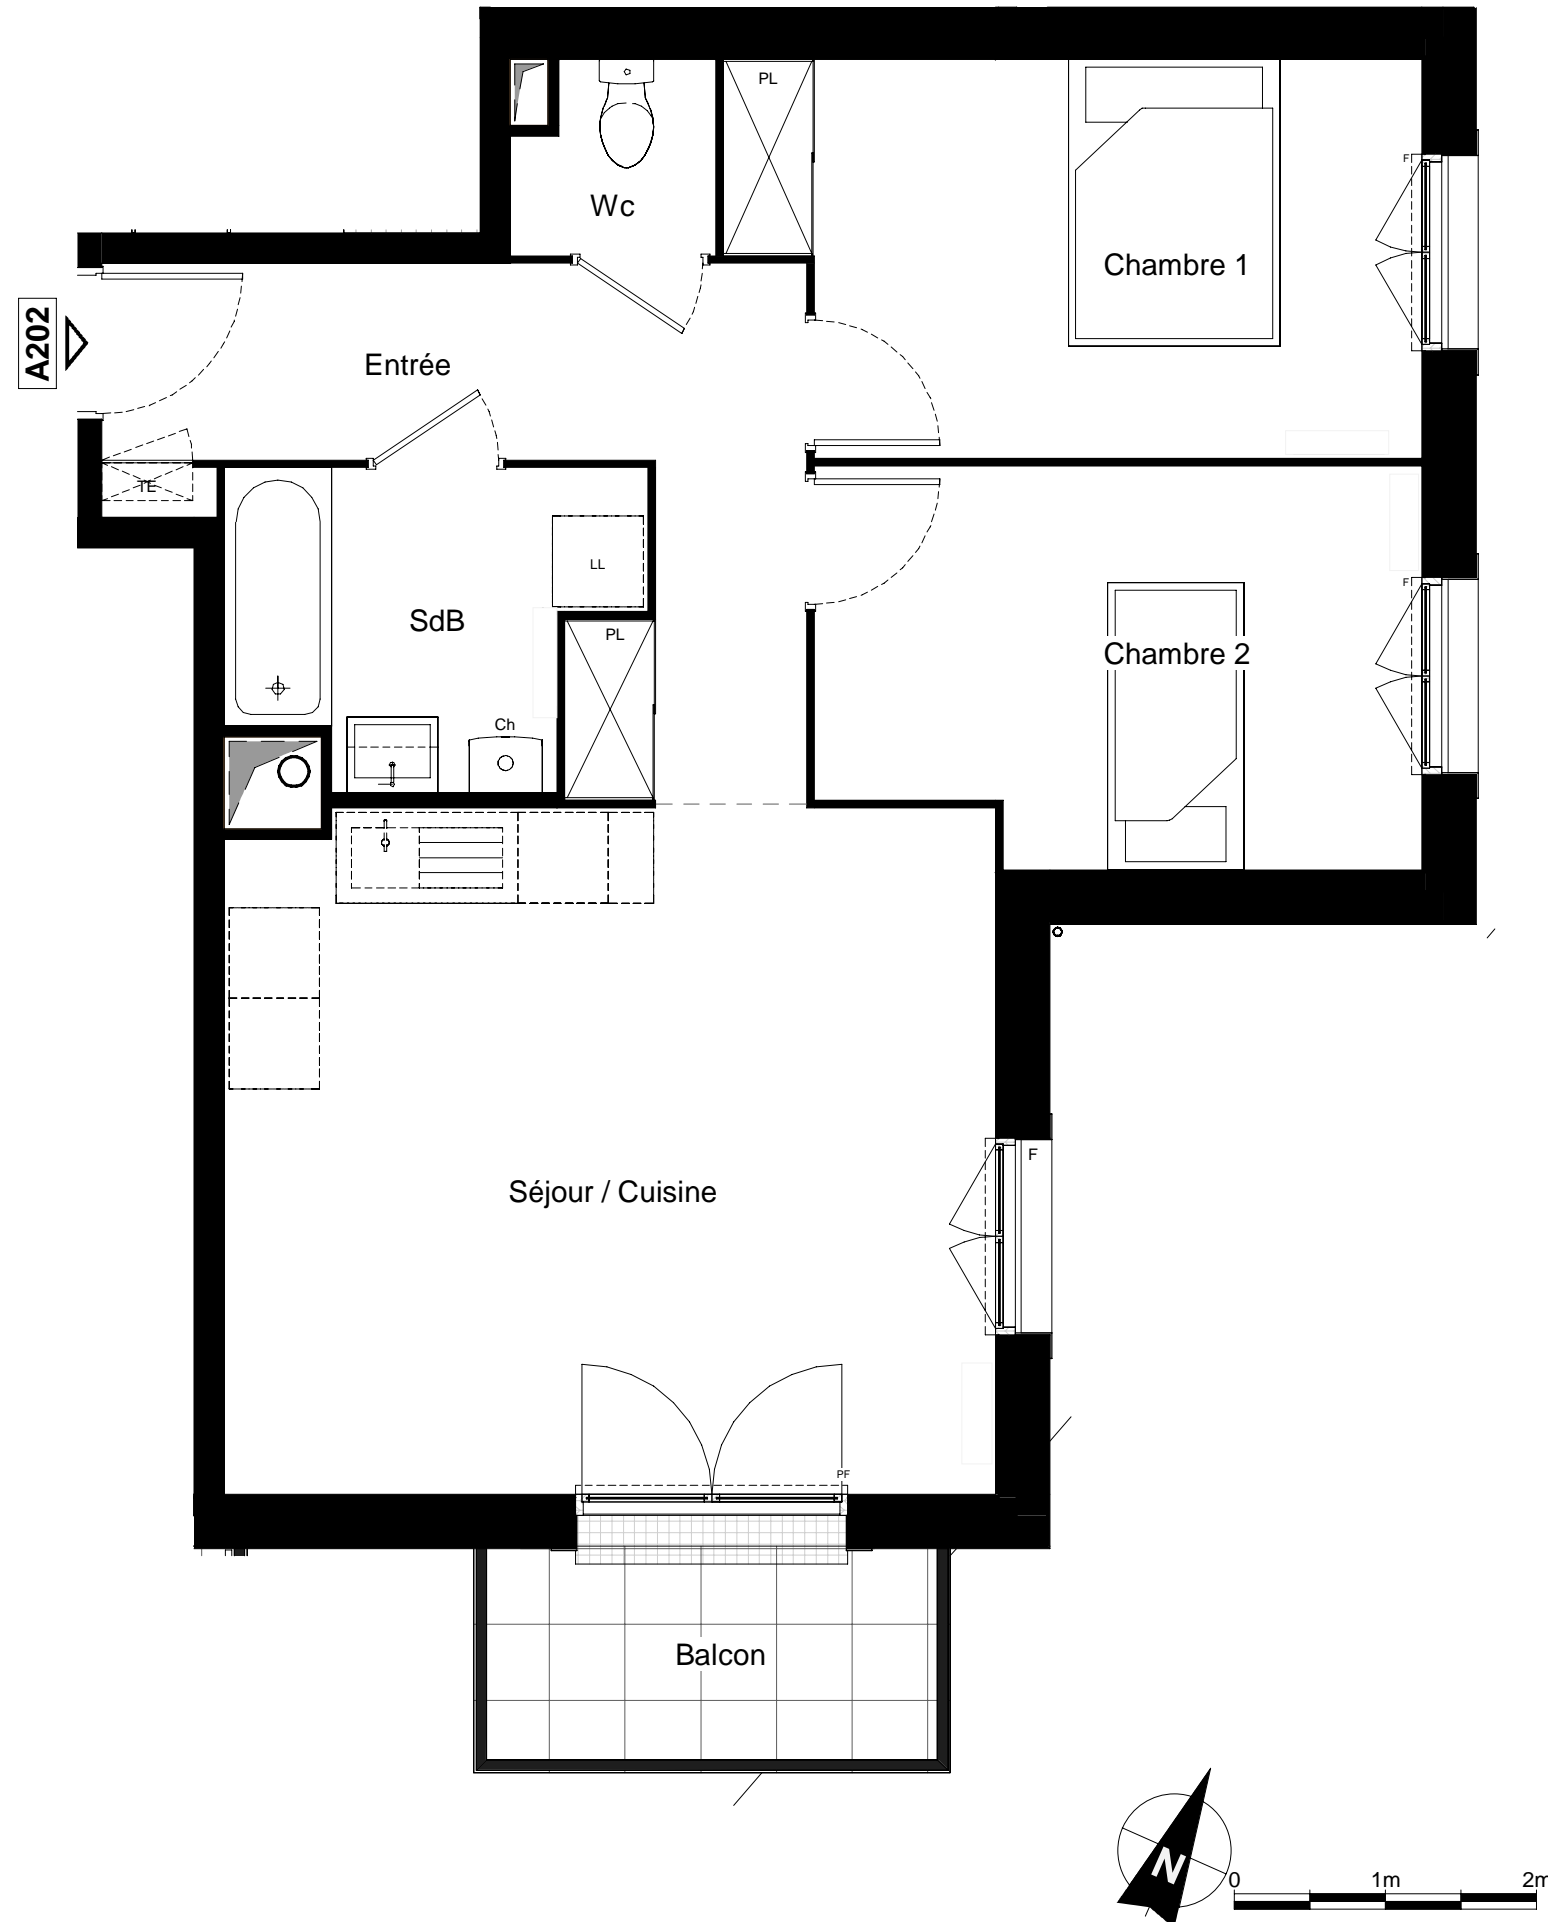 PL
F
Wc
Chambre 1
A202
Entrée
TE
LL
F
SdB
PL
Chambre 2
Ch
F
Séjour / Cuisine
PF
Balcon
N
0 1m 2m